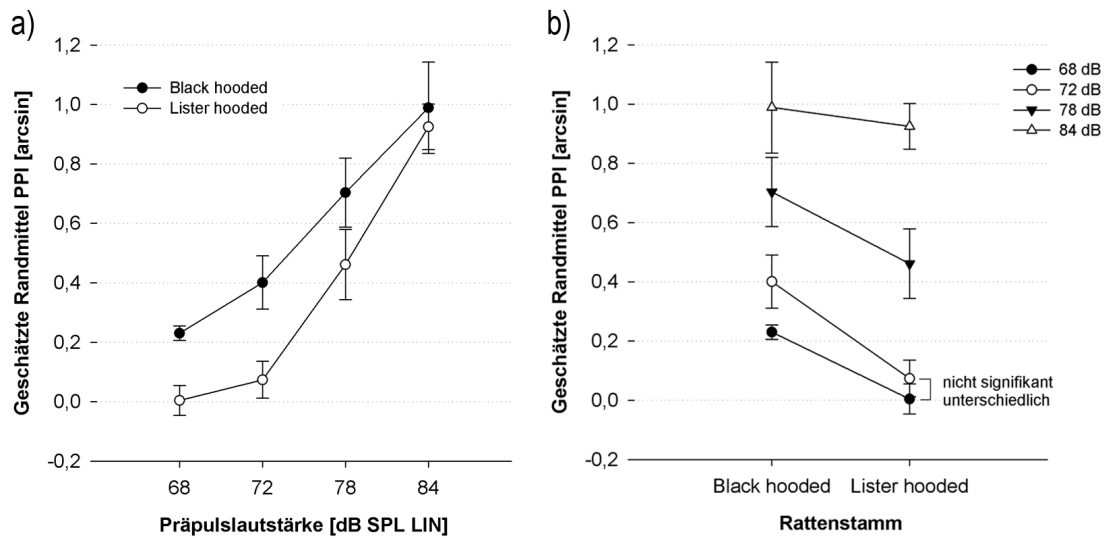 a)
1,2
1,0
0,8
0,6
0,4
0,2
0,0
-0,2
Geschätzte Randmittel PPI [arcsin]
Black hooded
Lister hooded
68 72 78 84
Präpulslautstärke [dB SPL LIN]
b)
1,2
1,0
0,8
0,6
0,4
0,2
0,0
-0,2
Geschätzte Randmittel PPI [arcsin]
68 dB
72 dB
78 dB
84 dB
nicht signifikant
unterschiedlich
Black hooded Lister hooded
Rattenstamm